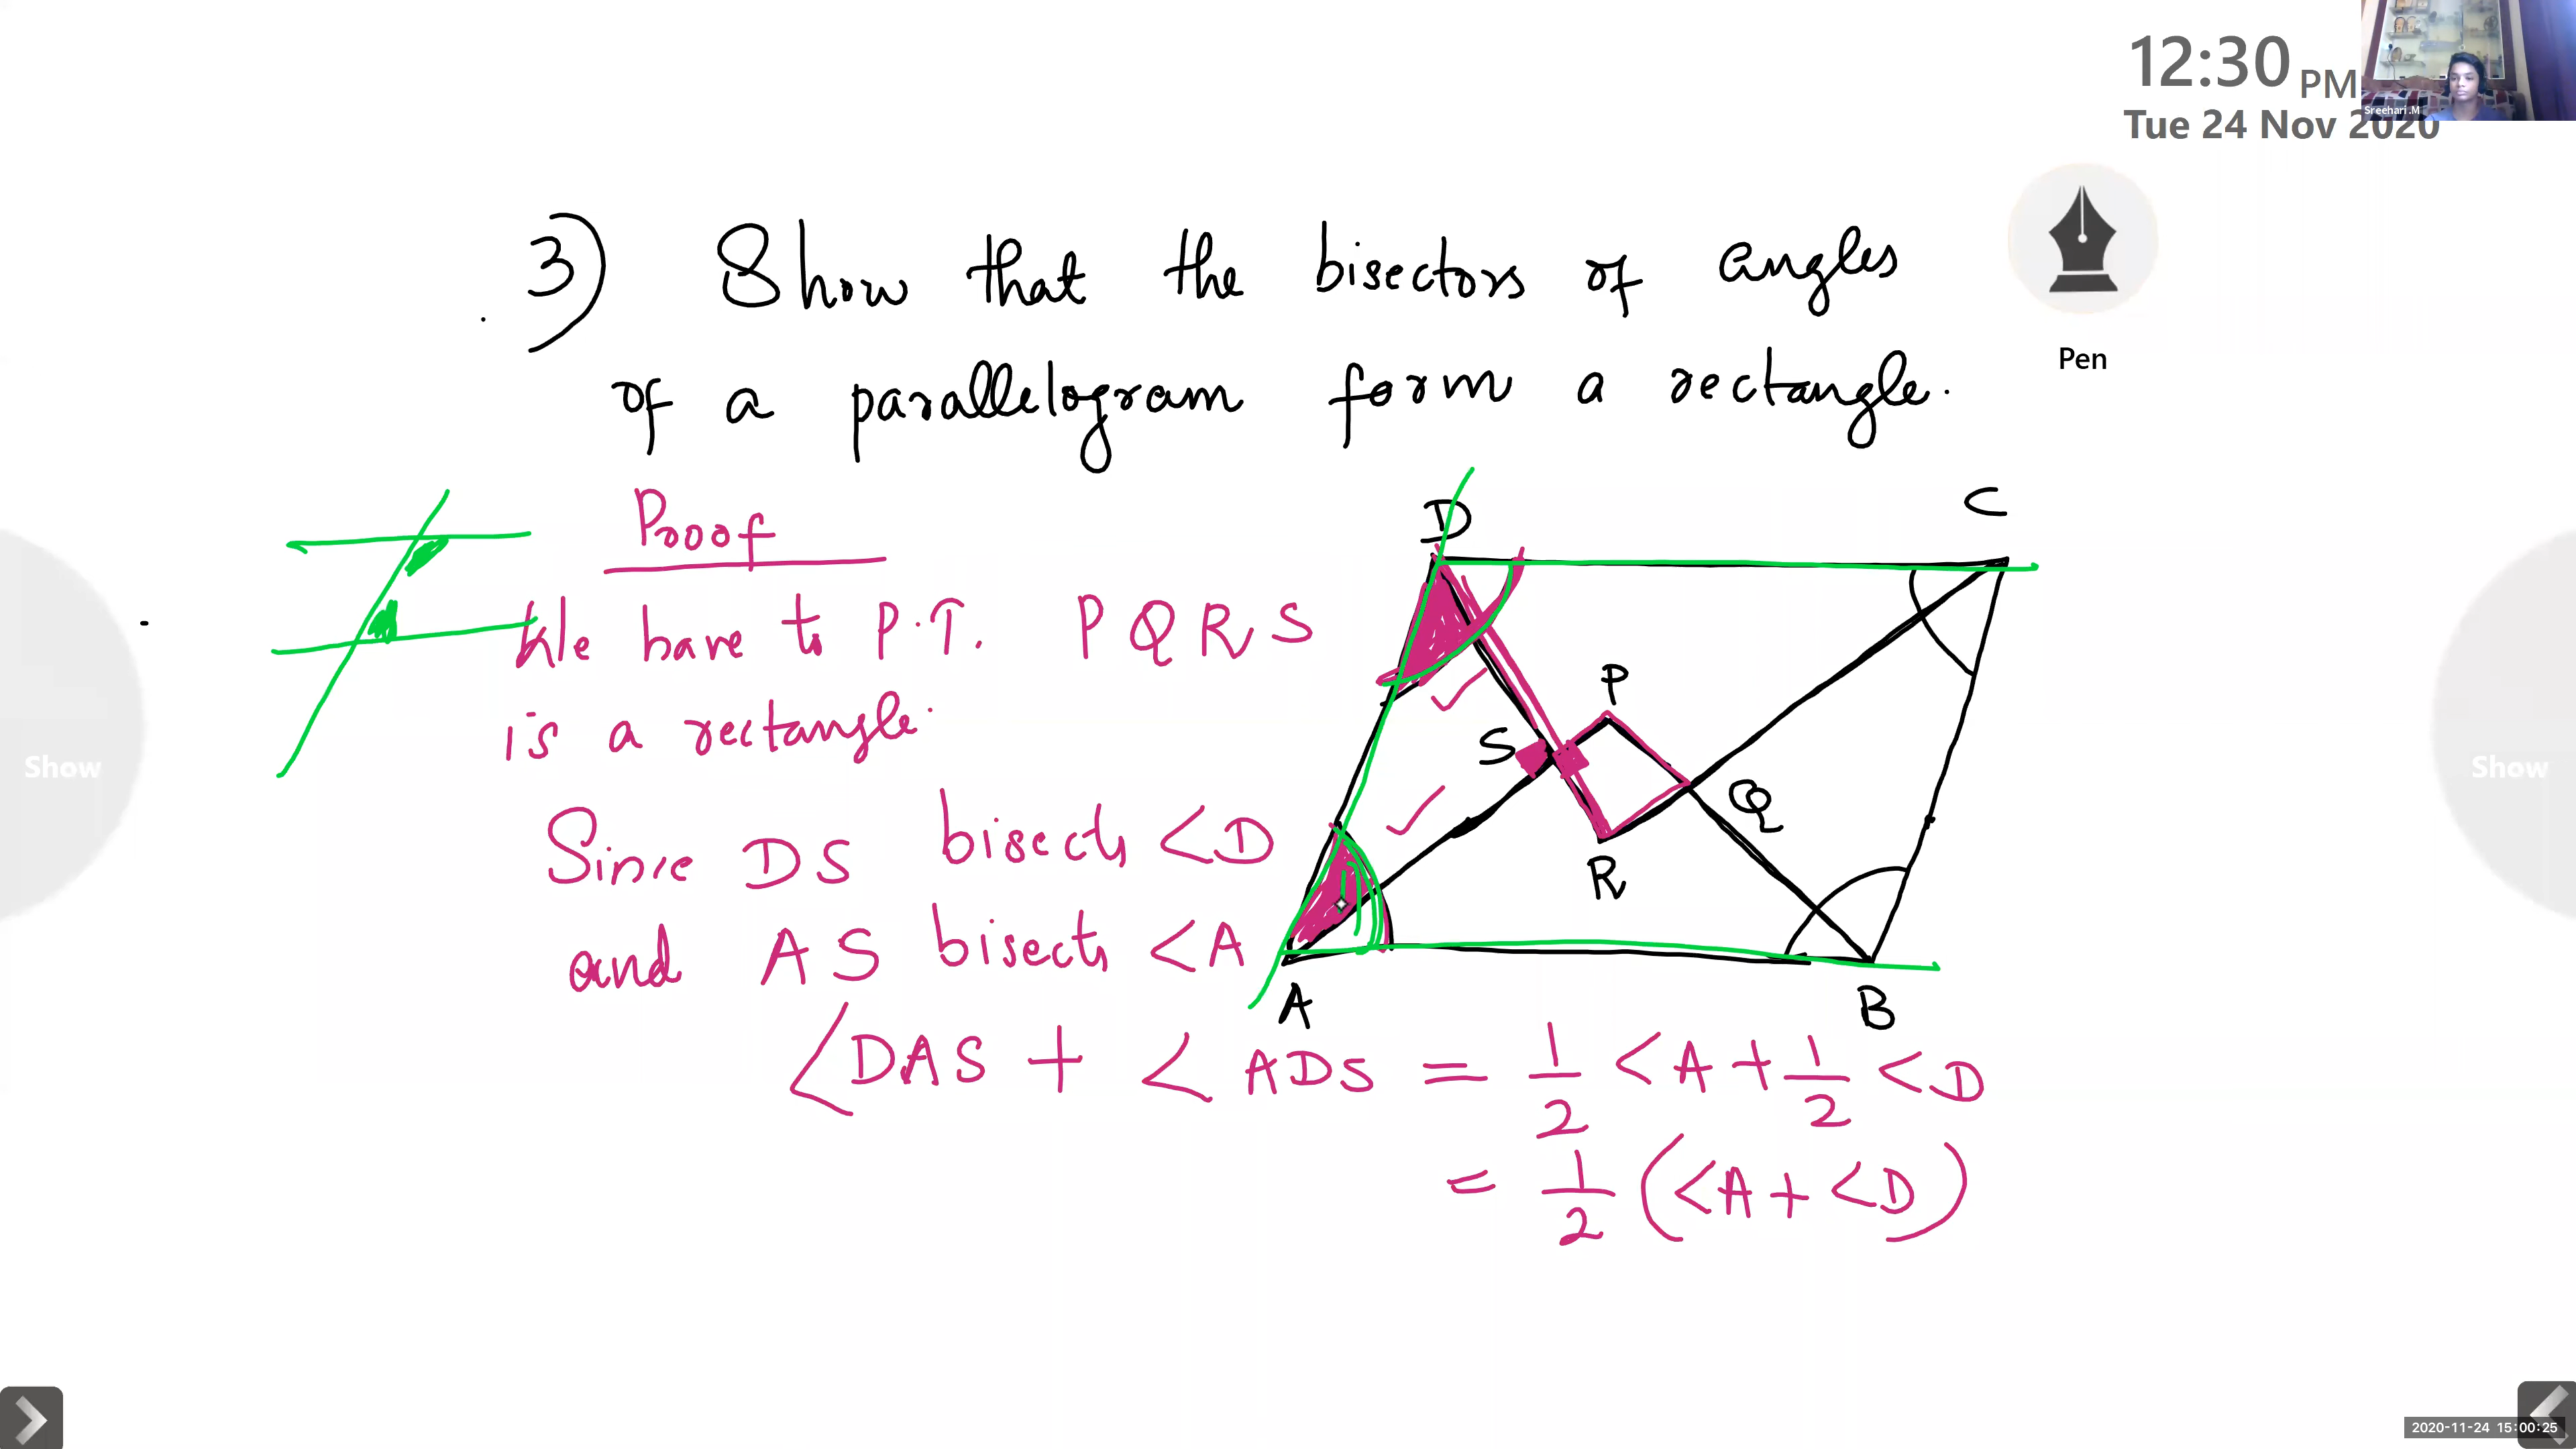 12:30 PM
Tue 24 Nov 2020
Sreehari .M
3) Show that the bisectors of angles
of a parallelogram form a rectangle.
Pen
Proof
We have to P.T. PQRS
is a rectangle.
Since DS bisects <D
and AS bisects <A
<DAS + <ADS = 1/2 <A + 1/2 <D
= 1/2 (<A + <D)
D
C
P
S
Q
R
A
B
Show
Show
2020-11-24 15:00:25